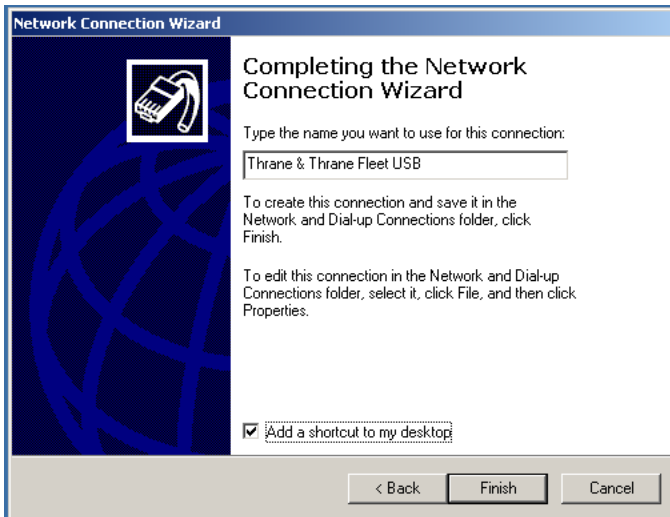 Network Connection Wizard
Completing the Network
Connection Wizard
Type the name you want to use for this connection:
Thrane & Thrane Fleet USB
To create this connection and save it in the
Network and Dial-up Connections folder, click
Finish.
To edit this connection in the Network and Dial-up
Connections folder, select it, click File, and then click
Properties.
Add a shortcut to my desktop
< Back Finish Cancel